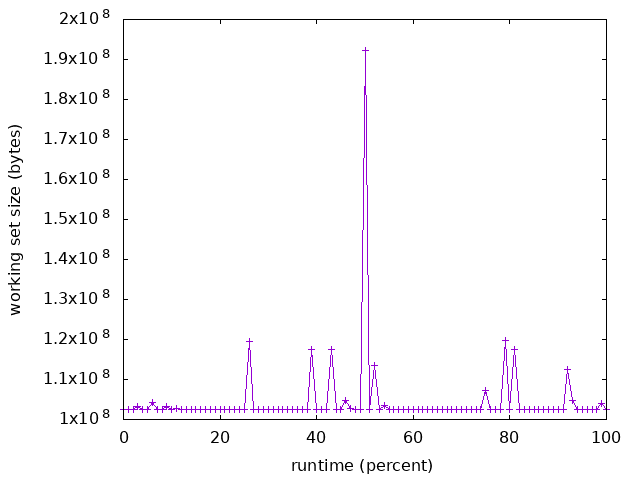 2x10^8
1.9x10^8
1.8x10^8
1.7x10^8
1.6x10^8
1.5x10^8
1.4x10^8
1.3x10^8
1.2x10^8
1.1x10^8
1x10^8
working set size (bytes)
0 20 40 60 80 100
runtime (percent)